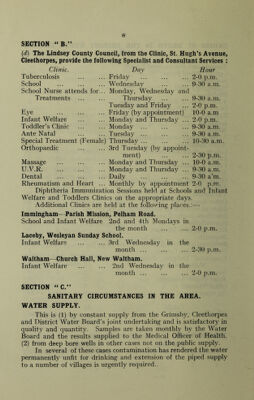 8
SECTION " B."
(d) The Lindsey County Council, from the Clinic, St. Hugh's Avenue,
Cleethorpes, provide the following Specialist and Consultant Services :
Clinic. Day Hour
Tuberculosis ... ... Friday ... ... ... 2-0 p.m.
School ... ... ... Wednesday ... ... ... 9-30 a.m.
School Nurse attends for... Monday, Wednesday and
Treatments ... ... Thursday ... ... ... 9-30 a.m.
Tuesday and Friday ... 2-0 p.m.
Eye ... ... ... Friday (by appointment) 10-0 a.m
Infant Welfare ... ... Monday and Thursday ... 2-0 p.m.
Toddler's Clinic ... ... Monday ... ... ... 9-30 a.m.
Ante Natal ... ... Tuesday ... ... ... 9-30 a.m.
Special Treatment (Female) Thursday ... ... ... 10-30 a.m.
Orthopaedic ... ... 3rd Tuesday (by appoint-
ment) ... ... 2-30 p.m.
Massage ... ... ... Monday and Thursday ... 10-0 a.m.
U.V.R. ... ... ... Monday and Thursday ... 9-30 a.m.
Dental ... ... ... Daily ... ... ... 9-30 a.m.
Rheumatism and Heart ... Monthly by appointment 2-0 p.m.
Diphtheria Immunization Sessions held at Schools and Infant
Welfare and Toddlers Clinics on the appropriate days.
Additional Clinics are held at the following places:—
Immingham—Parish Mission, Pelham Road.
School and Infant Welfare 2nd and 4th Mondays in
the month ... ... 2-0 p.m.
Laceby, Wesleyan Sunday School.
Infant Welfare ... ... 3rd Wednesday in the
month ... ... ... 2-30 p.m.
Waltham—Church Hall, New Waltham.
Infant Welfare ... ... 2nd Wednesday in the
month ... ... ... 2-0 p.m.
SECTION " C."
SANITARY CIRCUMSTANCES IN THE AREA.
WATER SUPPLY.
This is (1) by constant supply from the Grimsby, Cleethorpes
and District Water Board's joint undertaking and is satisfactory in
quality and quantity. Samples are taken monthly by the Water
Board and the results supplied to the Medical Officer of Health.
(2) from deep bore wells in other cases not on the public supply.
In several of these cases contamination has rendered the water
permanently unfit for drinking and extension of the piped supply
to a number of villages is urgently required.